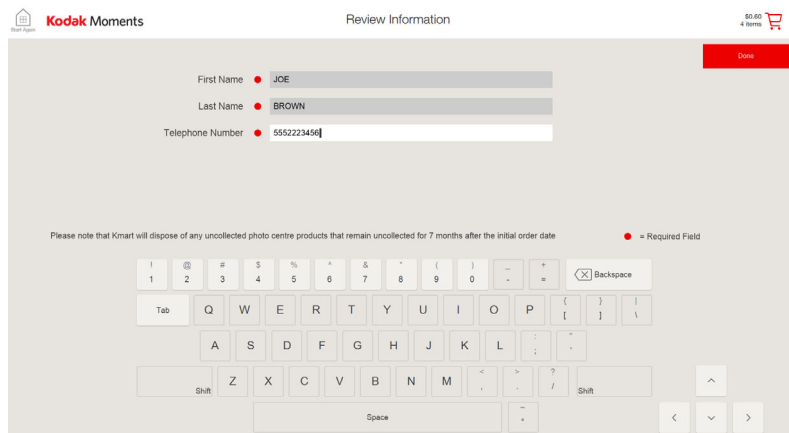 Start Again
Kodak Moments
Review Information
$0.60
4 items
Done
First Name JOE
Last Name BROWN
Telephone Number 5552223456
Please note that Kmart will dispose of any uncollected photo centre products that remain uncollected for 7 months after the initial order date
= Required Field
! @ # $ % ^ & * ( ) _ +
1 2 3 4 5 6 7 8 9 0 - = Backspace
{ } |
Tab Q W E R T Y U I O P [ ] \
: "
A S D F G H J K L ; '
< > ?
Shift Z X C V B N M , . / Shift
Space